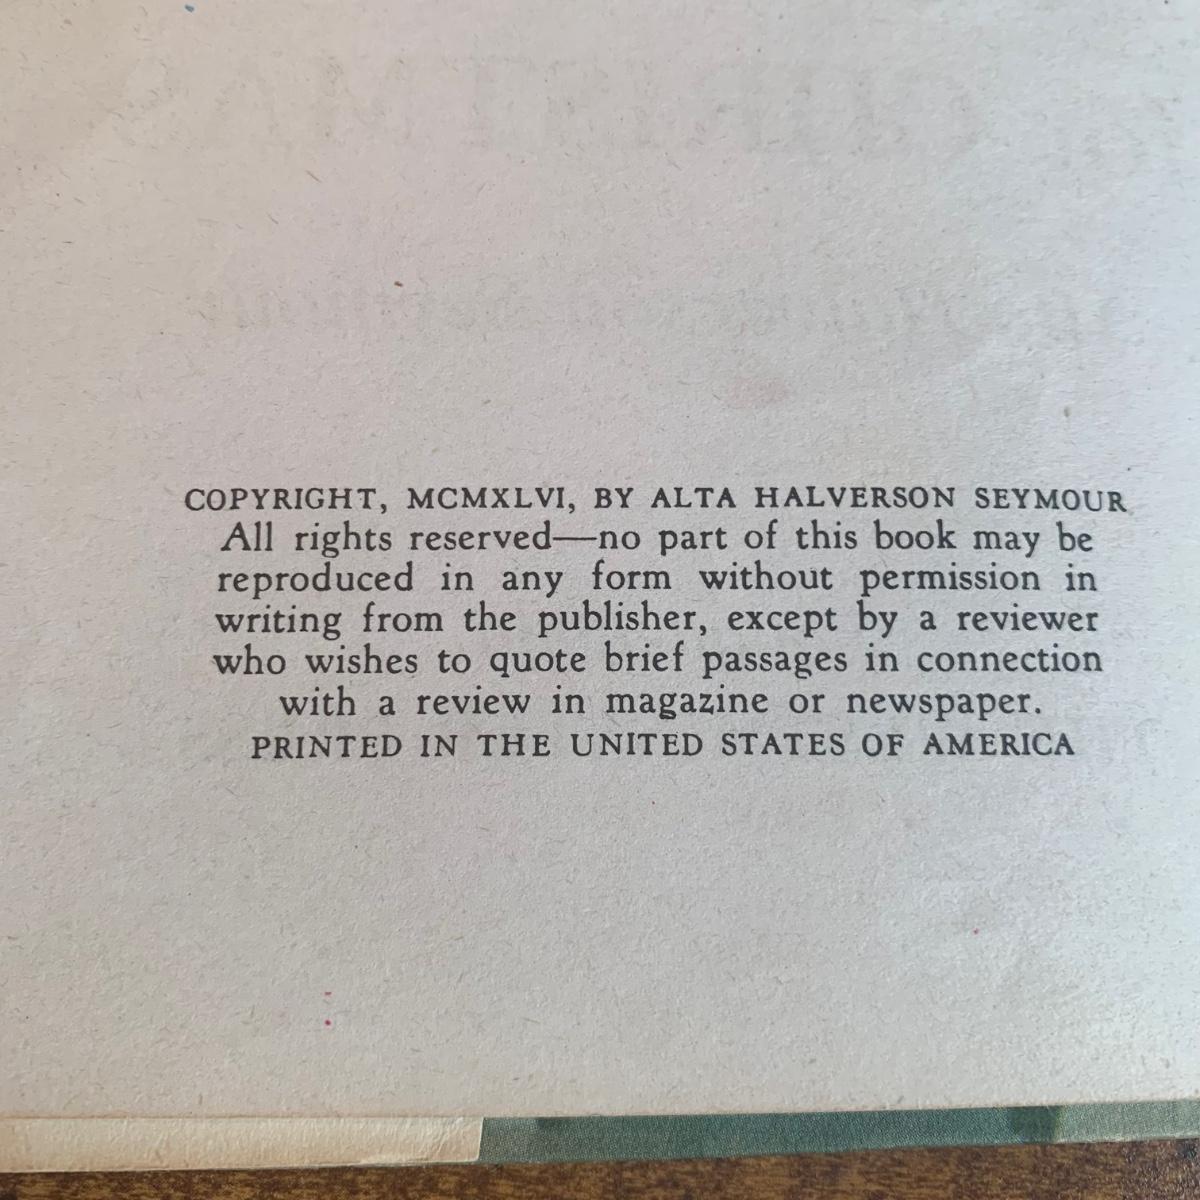 COPYRIGHT, MCMXLVI, BY ALTA HALVERSON SEYMOUR
All rights reserved—no part of this book may be
reproduced in any form without permission in
writing from the publisher, except by a reviewer
who wishes to quote brief passages in connection
with a review in magazine or newspaper.
PRINTED IN THE UNITED STATES OF AMERICA